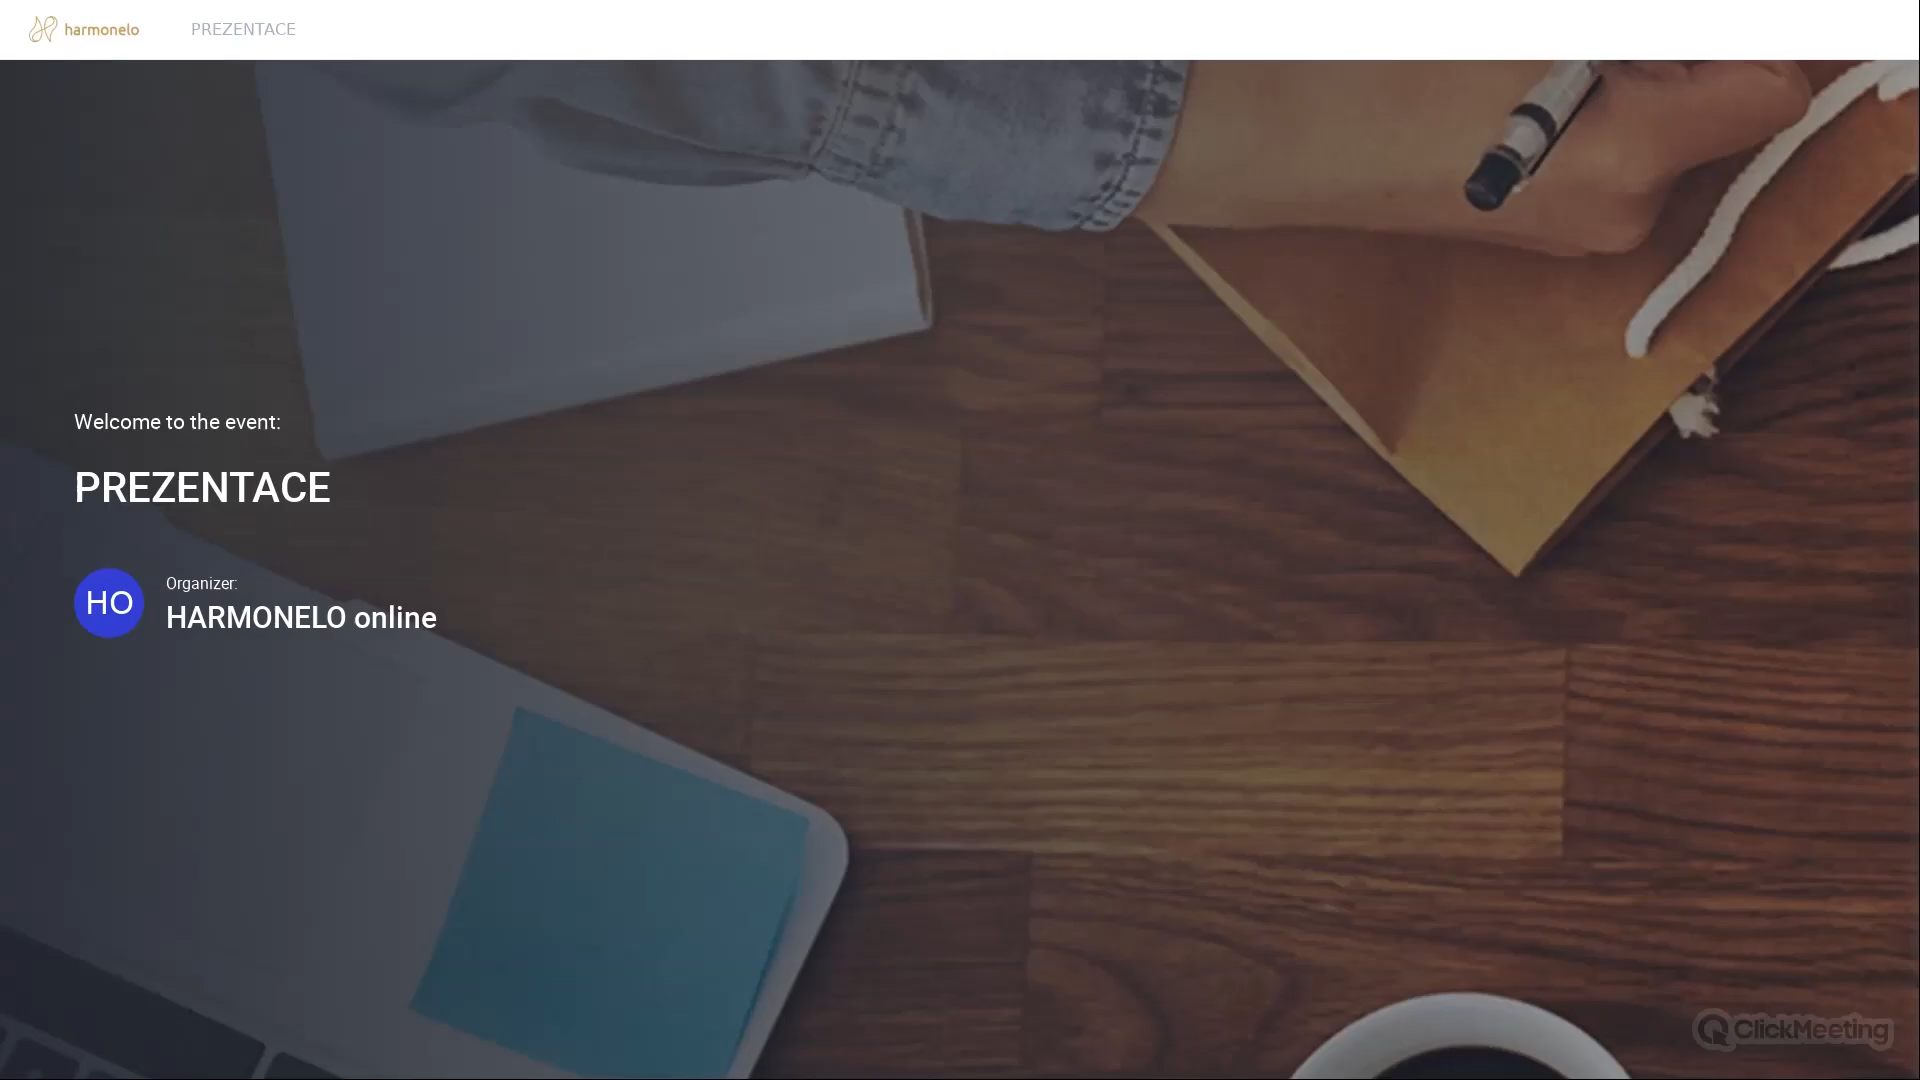 harmonelo
PREZENTACE
Welcome to the event:
PREZENTACE
HO
Organizer:
HARMONELO online
ClickMeeting